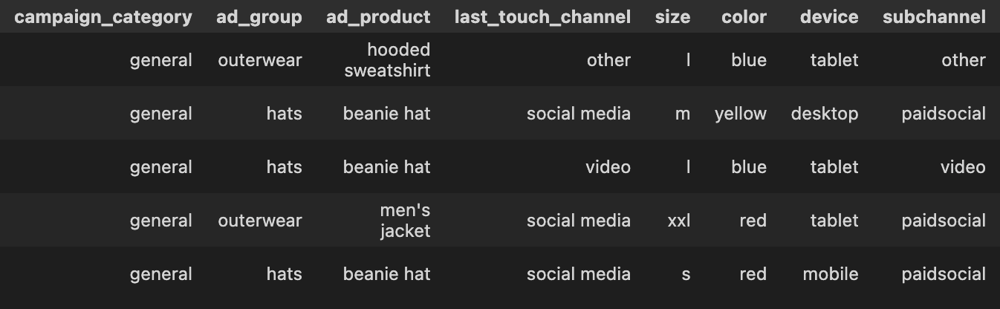 campaign_category ad_group ad_product last_touch_channel size color device subchannel
general outerwear hooded sweatshirt other l blue tablet other
general hats beanie hat social media m yellow desktop paidsocial
general hats beanie hat video l blue tablet video
general outerwear men's jacket social media xxl red tablet paidsocial
general hats beanie hat social media s red mobile paidsocial